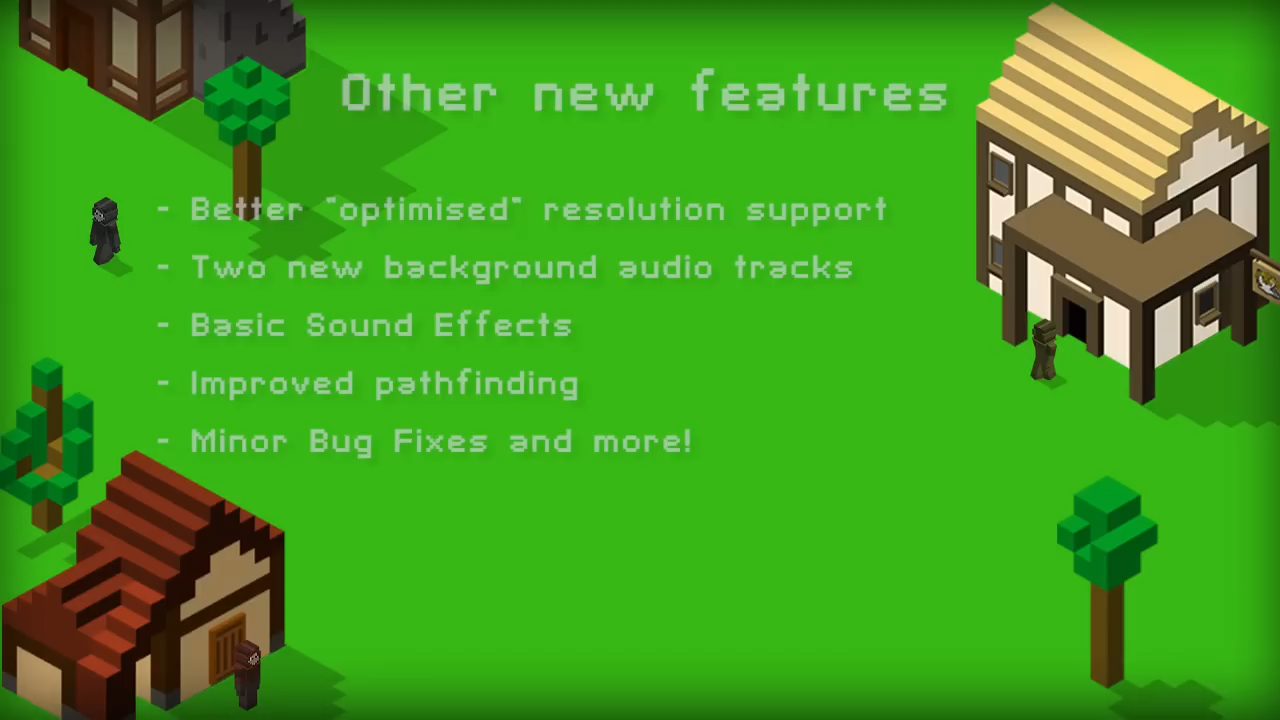 Other new features
- Better "optimised" resolution support
- Two new background audio tracks
- Basic Sound Effects
- Improved pathfinding
- Minor Bug Fixes and more!